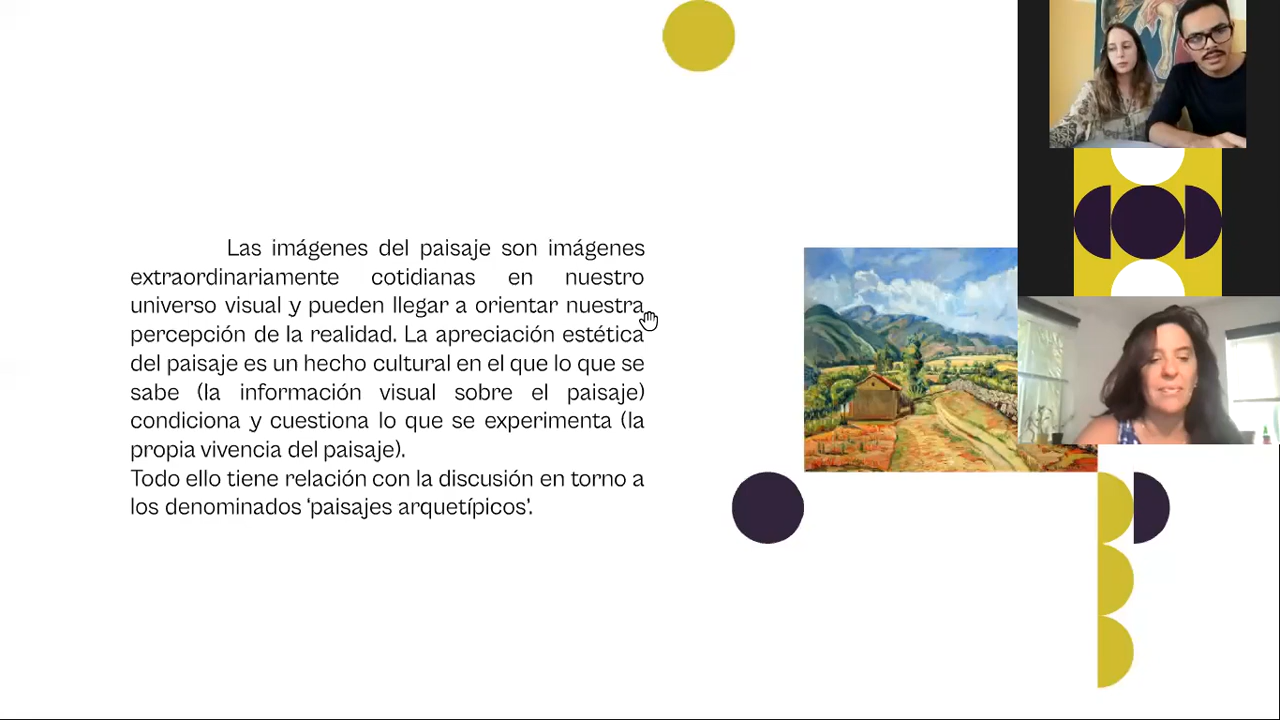 Las imágenes del paisaje son imágenes
extraordinariamente cotidianas en nuestro
universo visual y pueden llegar a orientar nuestra
percepción de la realidad. La apreciación estética
del paisaje es un hecho cultural en el que lo que se
sabe (la información visual sobre el paisaje)
condiciona y cuestiona lo que se experimenta (la
propia vivencia del paisaje).
Todo ello tiene relación con la discusión en torno a
los denominados ‘paisajes arquetípicos’.